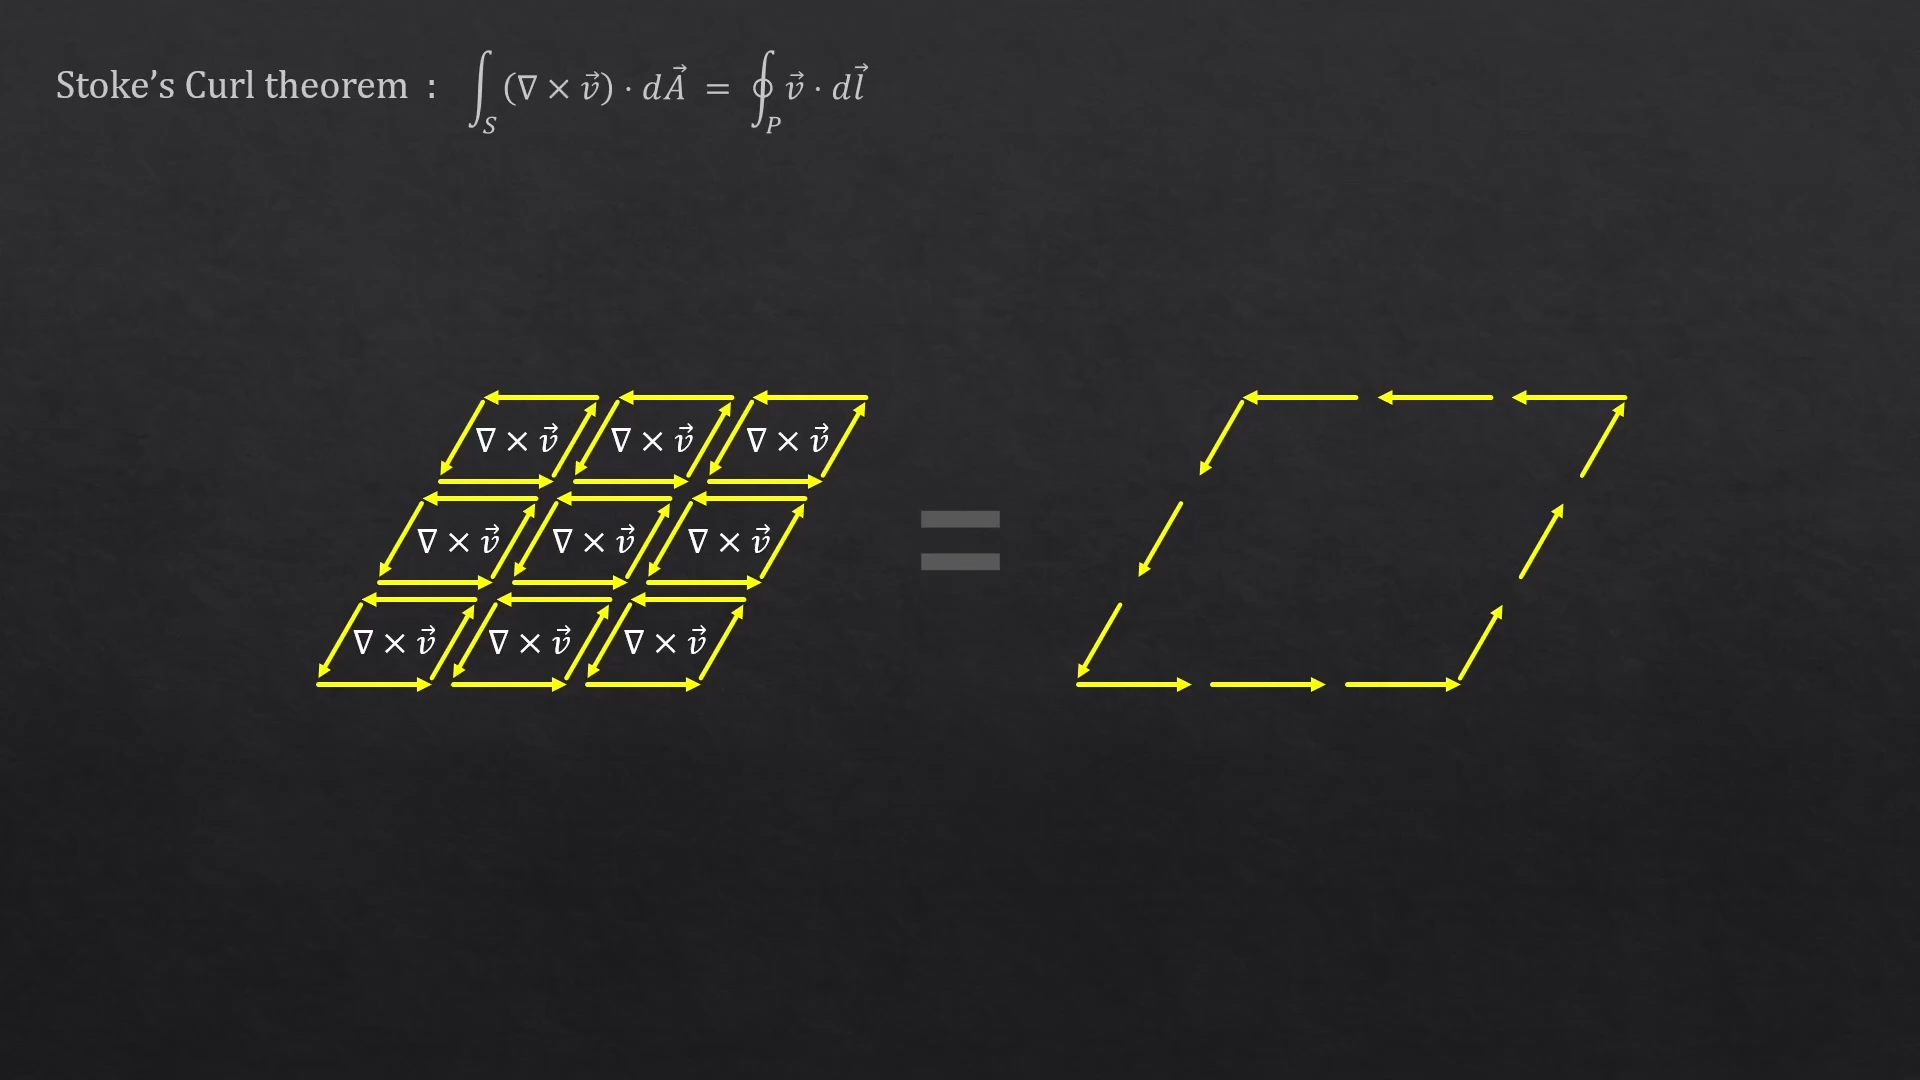 Stoke’s Curl theorem : ∫_S (∇ × v⃗) · dA⃗ = ∮_P v⃗ · dl⃗
∇ × v⃗ ∇ × v⃗ ∇ × v⃗
∇ × v⃗ ∇ × v⃗ ∇ × v⃗
=
∇ × v⃗ ∇ × v⃗ ∇ × v⃗